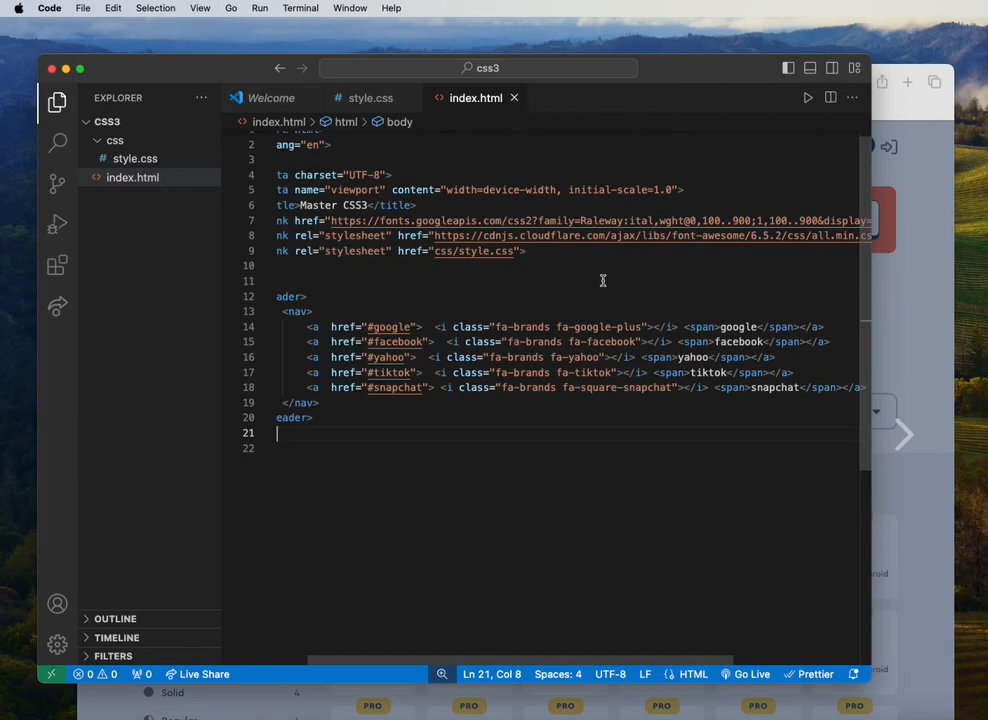 Code File Edit Selection View Go Run Terminal Window Help
css3
EXPLORER ···
Welcome # style.css <> index.html
CSS3
<> index.html > html > body
css
# style.css
<> index.html
2 ang="en">
3
4 ta charset="UTF-8">
5 ta name="viewport" content="width=device-width, initial-scale=1.0">
6 tle>Master CSS3</title>
7 nk href="https://fonts.googleapis.com/css2?family=Raleway:ital,wght@0,100..900;1,100..900&display=
8 nk rel="stylesheet" href="https://cdnjs.cloudflare.com/ajax/libs/font-awesome/6.5.2/css/all.min.cs
9 nk rel="stylesheet" href="css/style.css">
10
11
12 ader>
13 <nav>
14 <a  href="#google">  <i class="fa-brands fa-google-plus"></i> <span>google</span></a>
15 <a  href="#facebook">  <i class="fa-brands fa-facebook"></i> <span>facebook</span></a>
16 <a  href="#yahoo">  <i class="fa-brands fa-yahoo"></i> <span>yahoo</span></a>
17 <a  href="#tiktok">  <i class="fa-brands fa-tiktok"></i> <span>tiktok</span></a>
18 <a  href="#snapchat"> <i class="fa-brands fa-square-snapchat"></i> <span>snapchat</span></a>
19 </nav>
20 eader>
21
22
OUTLINE
TIMELINE
FILTERS
0 0 0 Live Share Ln 21, Col 8 Spaces: 4 UTF-8 LF HTML Go Live Prettier
Solid 4
PRO PRO PRO PRO PRO PRO